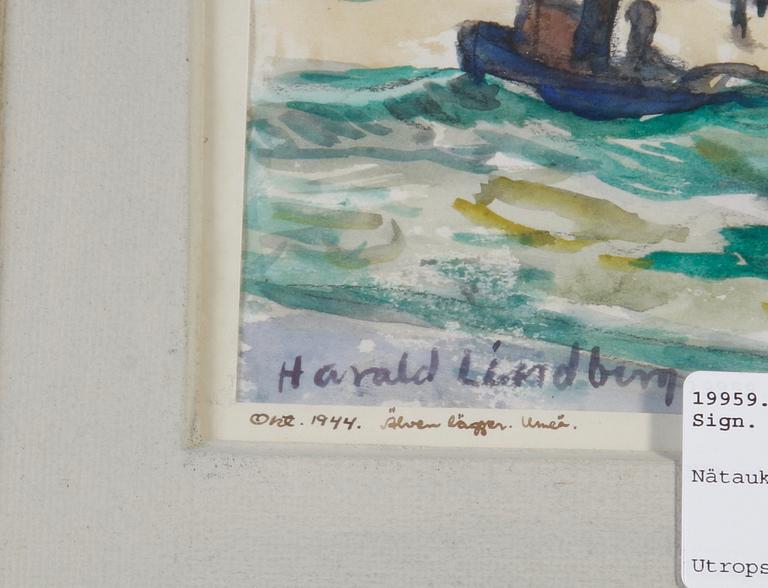 Harald Lindberg
Okt. 1944. Älven lägger. Umeå.
19959.
Sign.
Nätauk
Utrops